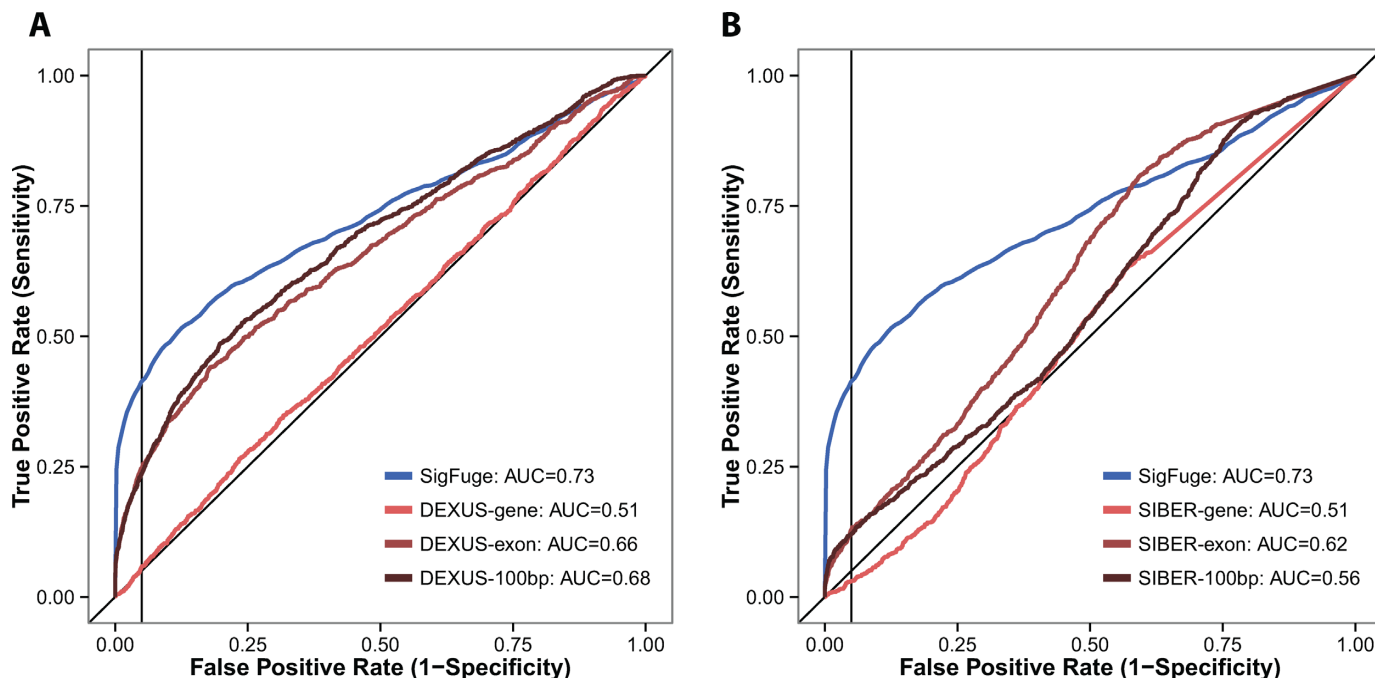 A
True Positive Rate (Sensitivity)
1.00
0.75
0.50
0.25
0.00
SigFuge: AUC=0.73
DEXUS-gene: AUC=0.51
DEXUS-exon: AUC=0.66
DEXUS-100bp: AUC=0.68
0.00 0.25 0.50 0.75 1.00
False Positive Rate (1−Specificity)
B
True Positive Rate (Sensitivity)
1.00
0.75
0.50
0.25
0.00
SigFuge: AUC=0.73
SIBER-gene: AUC=0.51
SIBER-exon: AUC=0.62
SIBER-100bp: AUC=0.56
0.00 0.25 0.50 0.75 1.00
False Positive Rate (1−Specificity)